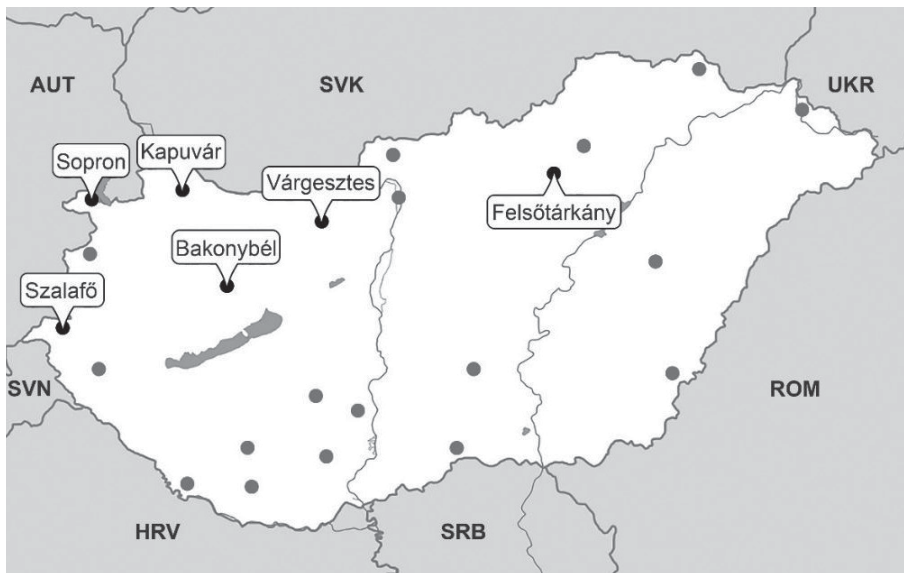 AUT
SVK
UKR
Sopron
Kapuvár
Várgesztes
Felsőtárkány
Bakonybél
Szalafő
SVN
ROM
HRV
SRB